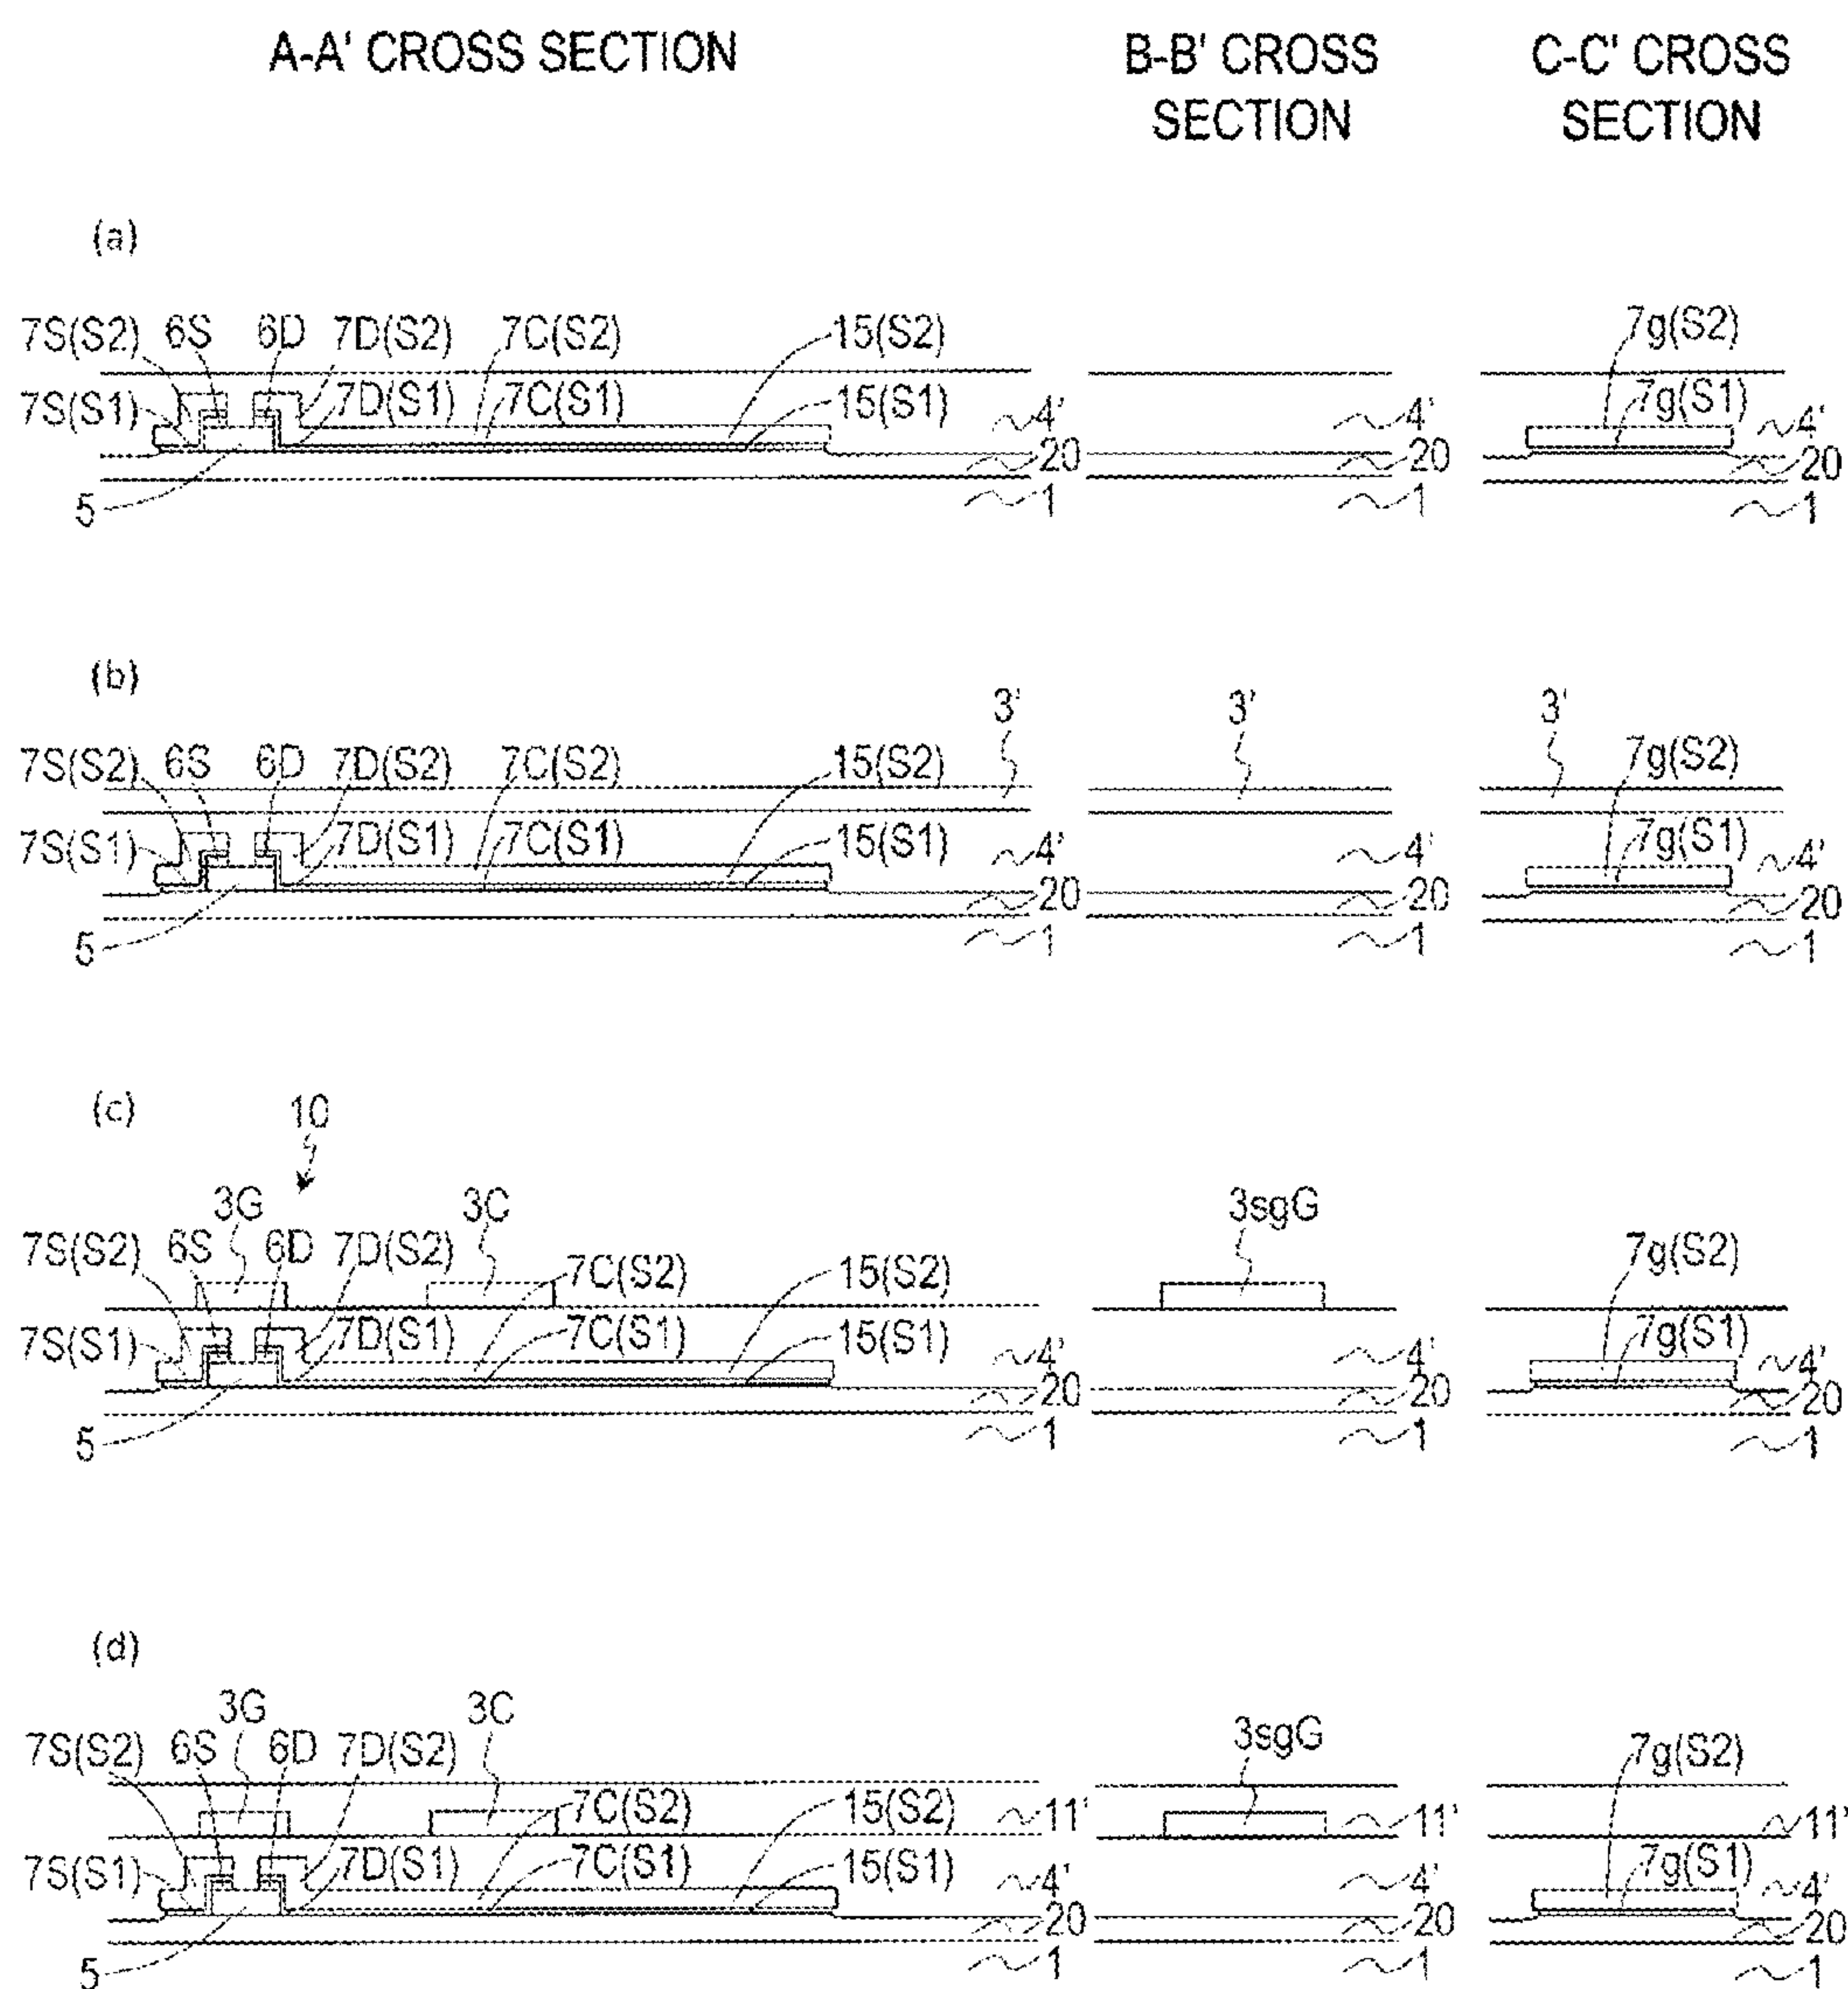 A-A' CROSS SECTION
B-B' CROSS
SECTION
C-C' CROSS
SECTION
(a)
7S(S2) 6S 6D 7D(S2) 7C(S2) 15(S2) 7g(S2)
7S(S1) 7D(S1) 7C(S1) 15(S1) 4' 4' 7g(S1) 4'
20 20 20
5 1 1 1
(b)
3' 3' 3'
7S(S2) 6S 6D 7D(S2) 7C(S2) 15(S2) 7g(S2)
7S(S1) 7D(S1) 7C(S1) 15(S1) 4' 4' 7g(S1) 4'
20 20 20
5 1 1 1
(c)
10
3G 3C 3sgG
7S(S2) 6S 6D 7D(S2) 7C(S2) 15(S2) 7g(S2)
7S(S1) 7D(S1) 7C(S1) 15(S1) 4' 4' 7g(S1) 4'
20 20 20
5 1 1 1
(d)
3G 3C 3sgG
7S(S2) 6S 6D 7D(S2) 7C(S2) 15(S2) 11' 11' 7g(S2) 11'
7S(S1) 7D(S1) 7C(S1) 15(S1) 4' 4' 7g(S1) 4'
20 20 20
5 1 1 1